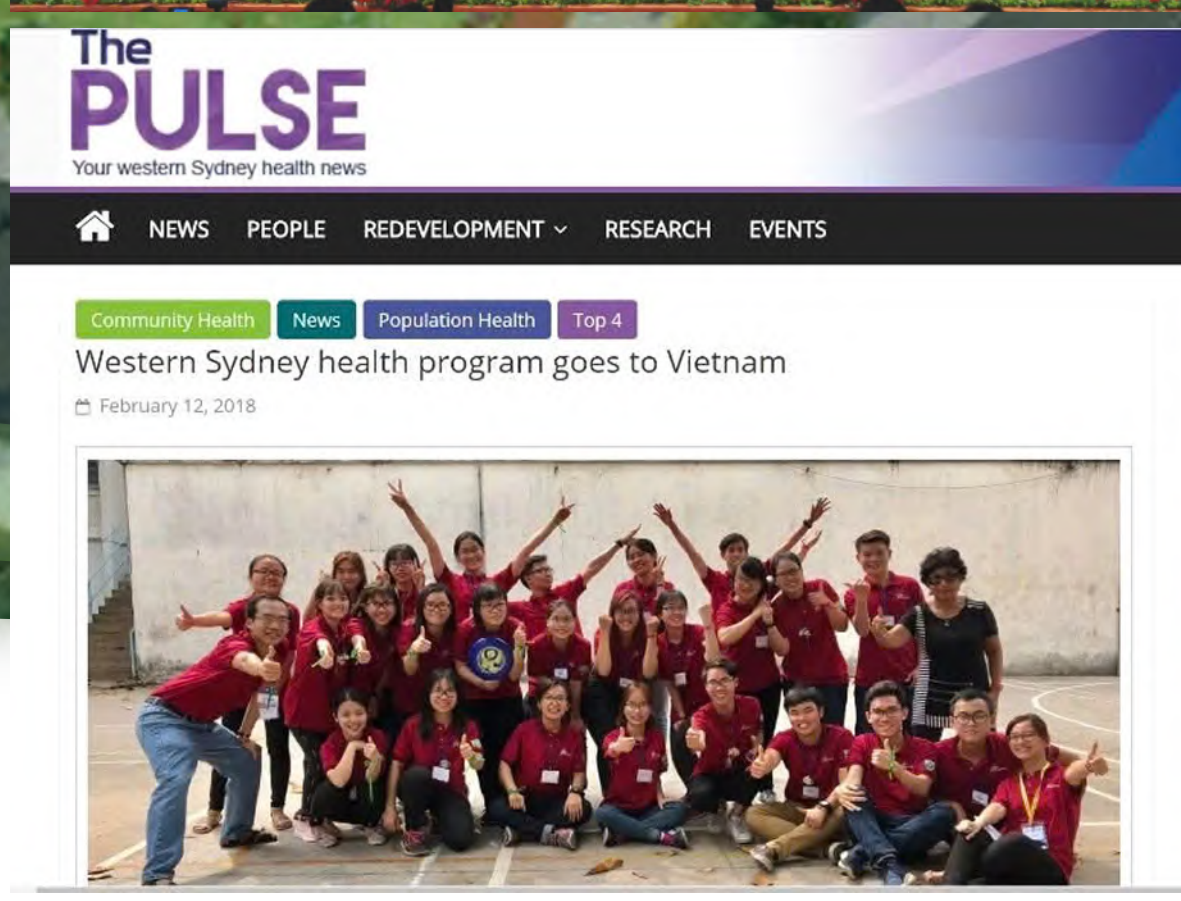 The
PULSE
Your western Sydney health news
NEWS PEOPLE REDEVELOPMENT RESEARCH EVENTS
Community Health News Population Health Top 4
Western Sydney health program goes to Vietnam
February 12, 2018